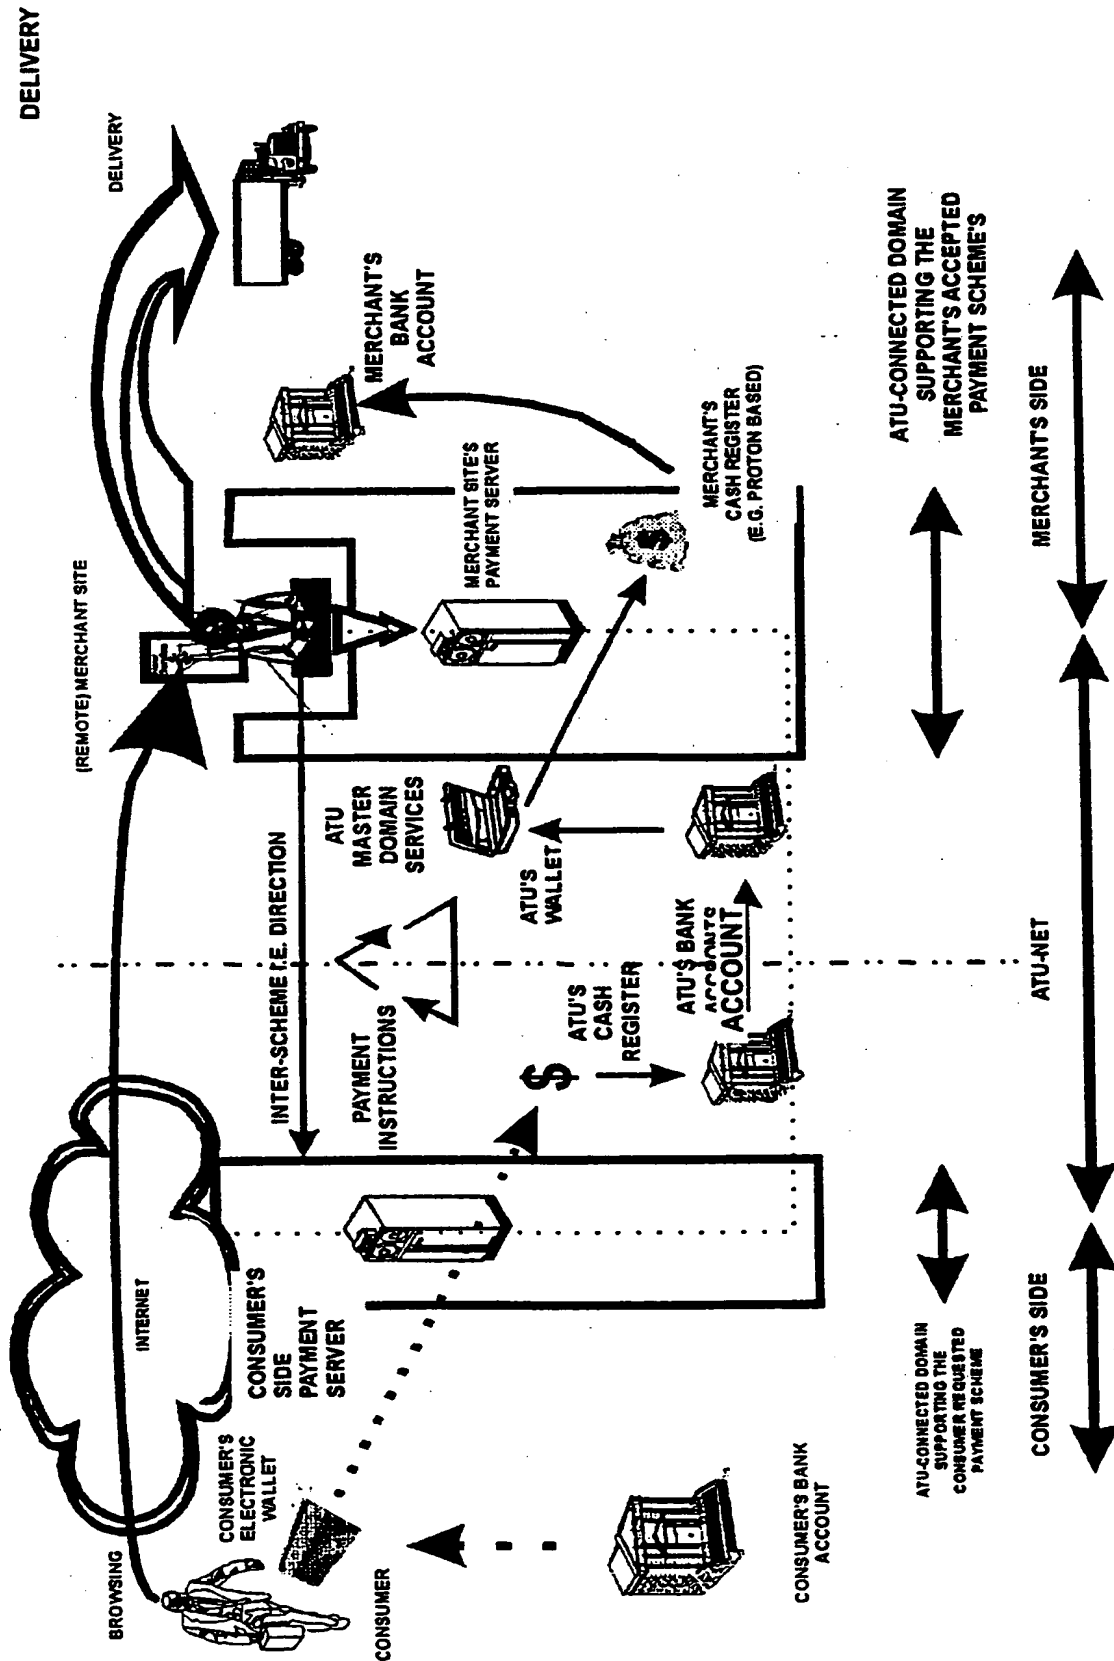 DELIVERY
DELIVERY
(REMOTE) MERCHANT SITE
INTERNET
BROWSING
CONSUMER'S
ELECTRONIC
WALLET
CONSUMER
CONSUMER'S
SIDE
PAYMENT
SERVER
INTER-SCHEME I.E. DIRECTION
PAYMENT
INSTRUCTIONS
ATU
MASTER
DOMAIN
SERVICES
MERCHANT SITE'S
PAYMENT SERVER
MERCHANT'S
BANK
ACCOUNT
ATU'S
WALLET
$
ATU'S
CASH
REGISTER
$
MERCHANT'S
CASH REGISTER
(E.G. PROTON BASED)
ATU'S BANK
ACCOUNT
CONSUMER'S BANK
ACCOUNT
ATU-CONNECTED DOMAIN
SUPPORTING THE
CONSUMER REQUESTED
PAYMENT SCHEME
ATU-CONNECTED DOMAIN
SUPPORTING THE
MERCHANT'S ACCEPTED
PAYMENT SCHEME'S
CONSUMER'S SIDE
ATU-NET
MERCHANT'S SIDE